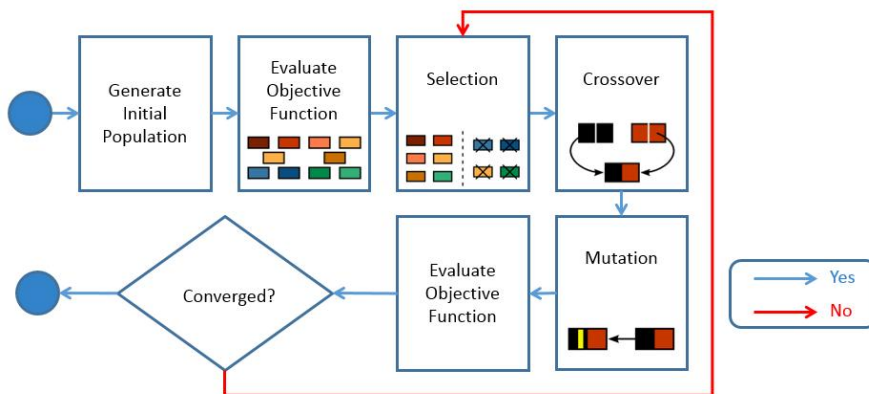 Generate
Initial
Population
Evaluate
Objective
Function
Selection
Crossover
Converged?
Evaluate
Objective
Function
Mutation
Yes
No